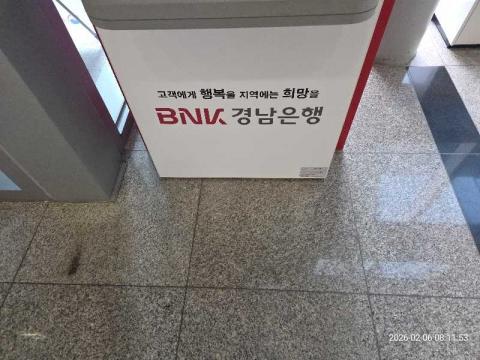 고객에게 행복을 지역에는 희망을
BNK 경남은행
2026-02-06 08:11:53